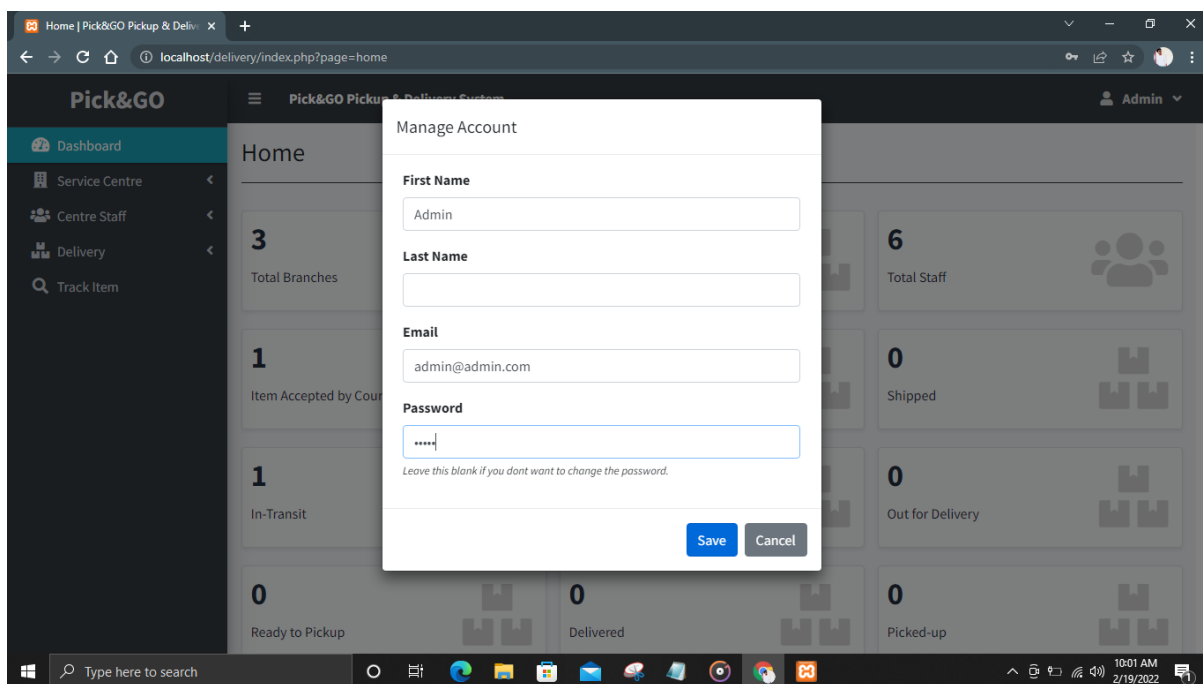 Home | Pick&GO Pickup & Delive
localhost/delivery/index.php?page=home
Pick&GO
Pick&GO Pickup & Delivery System
Admin
Dashboard
Service Centre
Centre Staff
Delivery
Track Item
Home
3
Total Branches
6
Total Staff
1
Item Accepted by Cour
0
Shipped
1
In-Transit
0
Out for Delivery
0
Ready to Pickup
0
Delivered
0
Picked-up
Manage Account
First Name
Admin
Last Name
Email
admin@admin.com
Password
•••••
Leave this blank if you dont want to change the password.
Save
Cancel
Type here to search
10:01 AM
2/19/2022
1